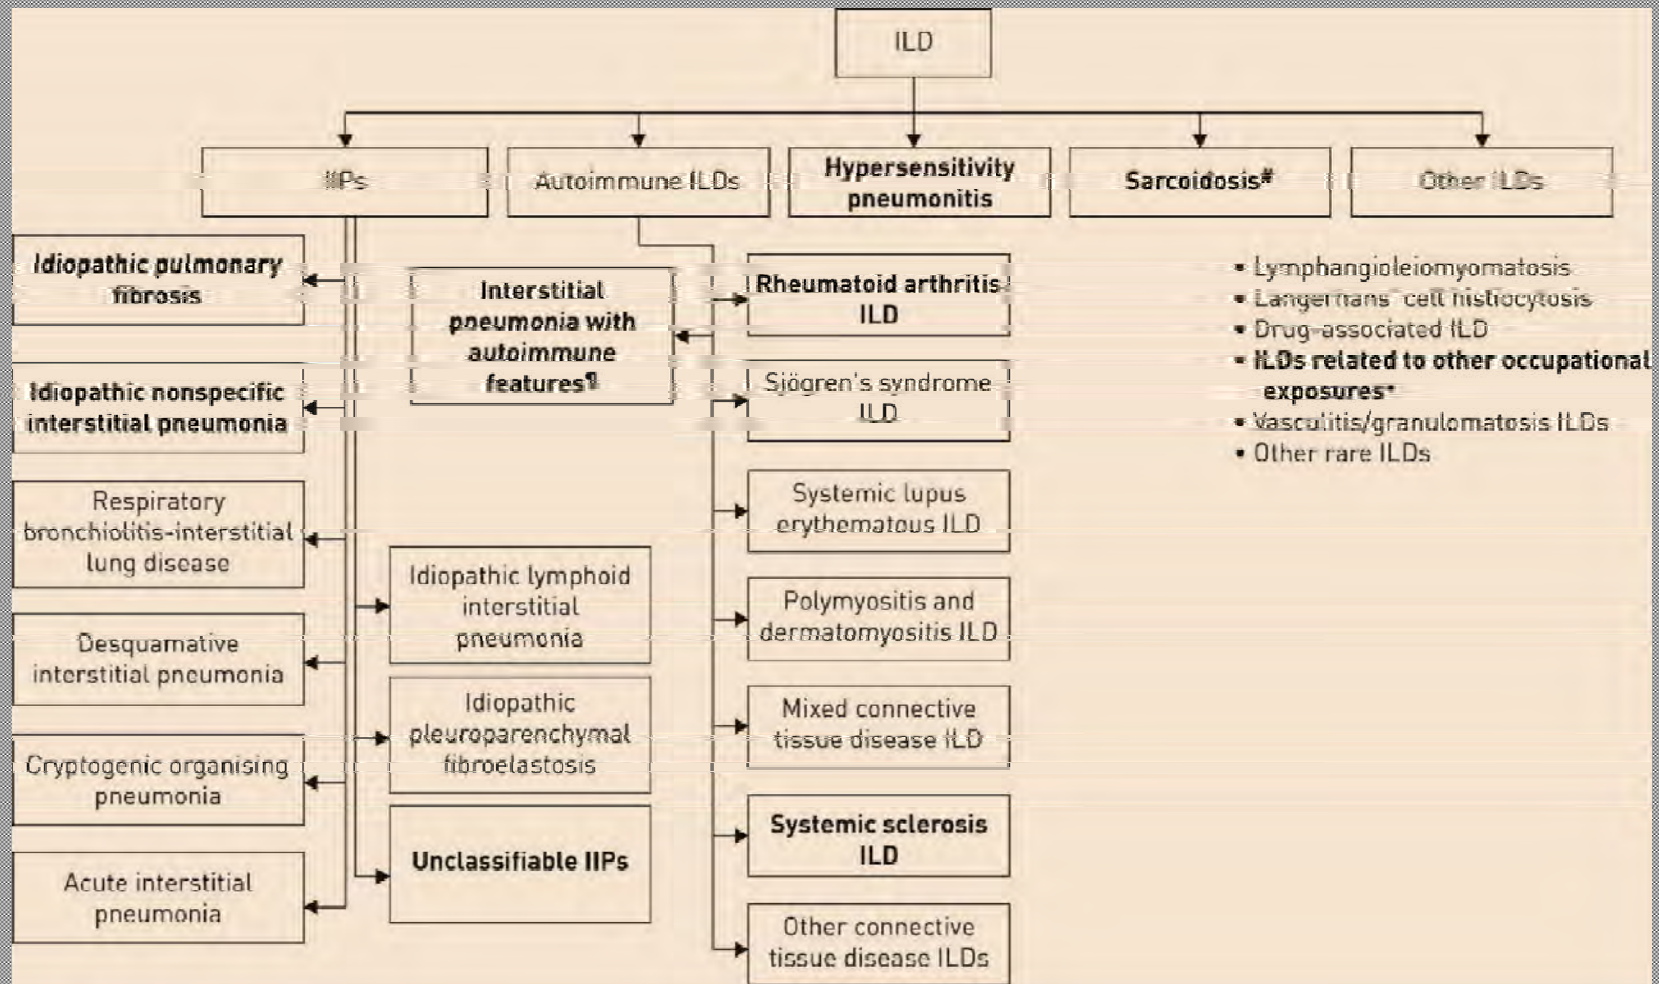 ILD
IIPs
Autoimmune ILDs
Hypersensitivity
pneumonitis
Sarcoidosis#
Other ILDs
Idiopathic pulmonary
fibrosis
Idiopathic nonspecific
interstitial pneumonia
Respiratory
bronchiolitis-interstitial
lung disease
Desquamative
interstitial pneumonia
Cryptogenic organising
pneumonia
Acute interstitial
pneumonia
Idiopathic lymphoid
interstitial
pneumonia
Idiopathic
pleuroparenchymal
fibroelastosis
Unclassifiable IIPs
Interstitial
pneumonia with
autoimmune
features¶
Rheumatoid arthritis
ILD
Sjögren's syndrome
ILD
Systemic lupus
erythematous ILD
Polymyositis and
dermatomyositis ILD
Mixed connective
tissue disease ILD
Systemic sclerosis
ILD
Other connective
tissue disease ILDs
• Lymphangioleiomyomatosis
• Langerhans' cell histiocytosis
• Drug-associated ILD
• ILDs related to other occupational
exposures+
• Vasculitis/granulomatosis ILDs
• Other rare ILDs